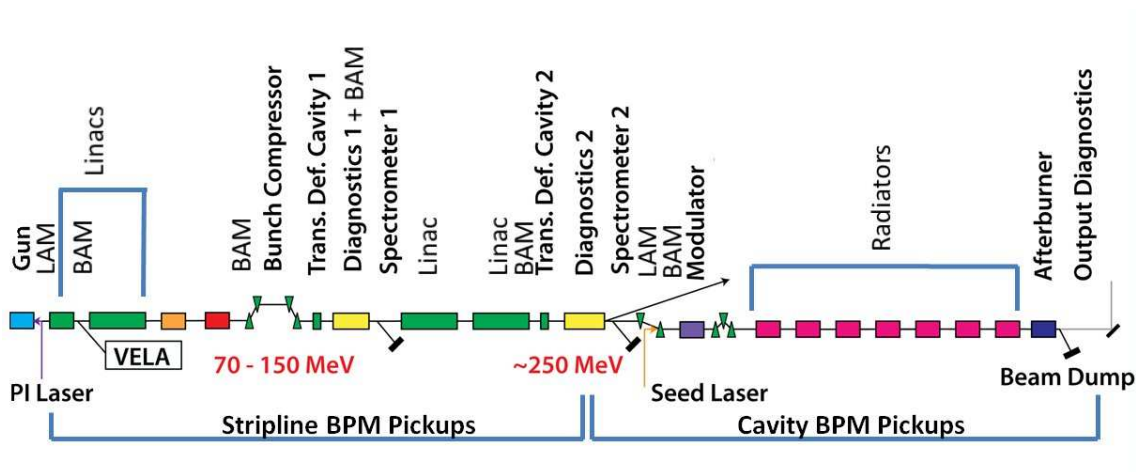 Gun
LAM
Linacs
BAM
BAM
Bunch Compressor
Trans. Def. Cavity 1
Diagnostics 1 + BAM
Spectrometer 1
Linac
Linac
BAM
Trans. Def. Cavity 2
Diagnostics 2
Spectrometer 2
LAM
BAM
Modulator
Radiators
Afterburner
Output Diagnostics
VELA
70 - 150 MeV
~250 MeV
PI Laser
Seed Laser
Beam Dump
Stripline BPM Pickups
Cavity BPM Pickups